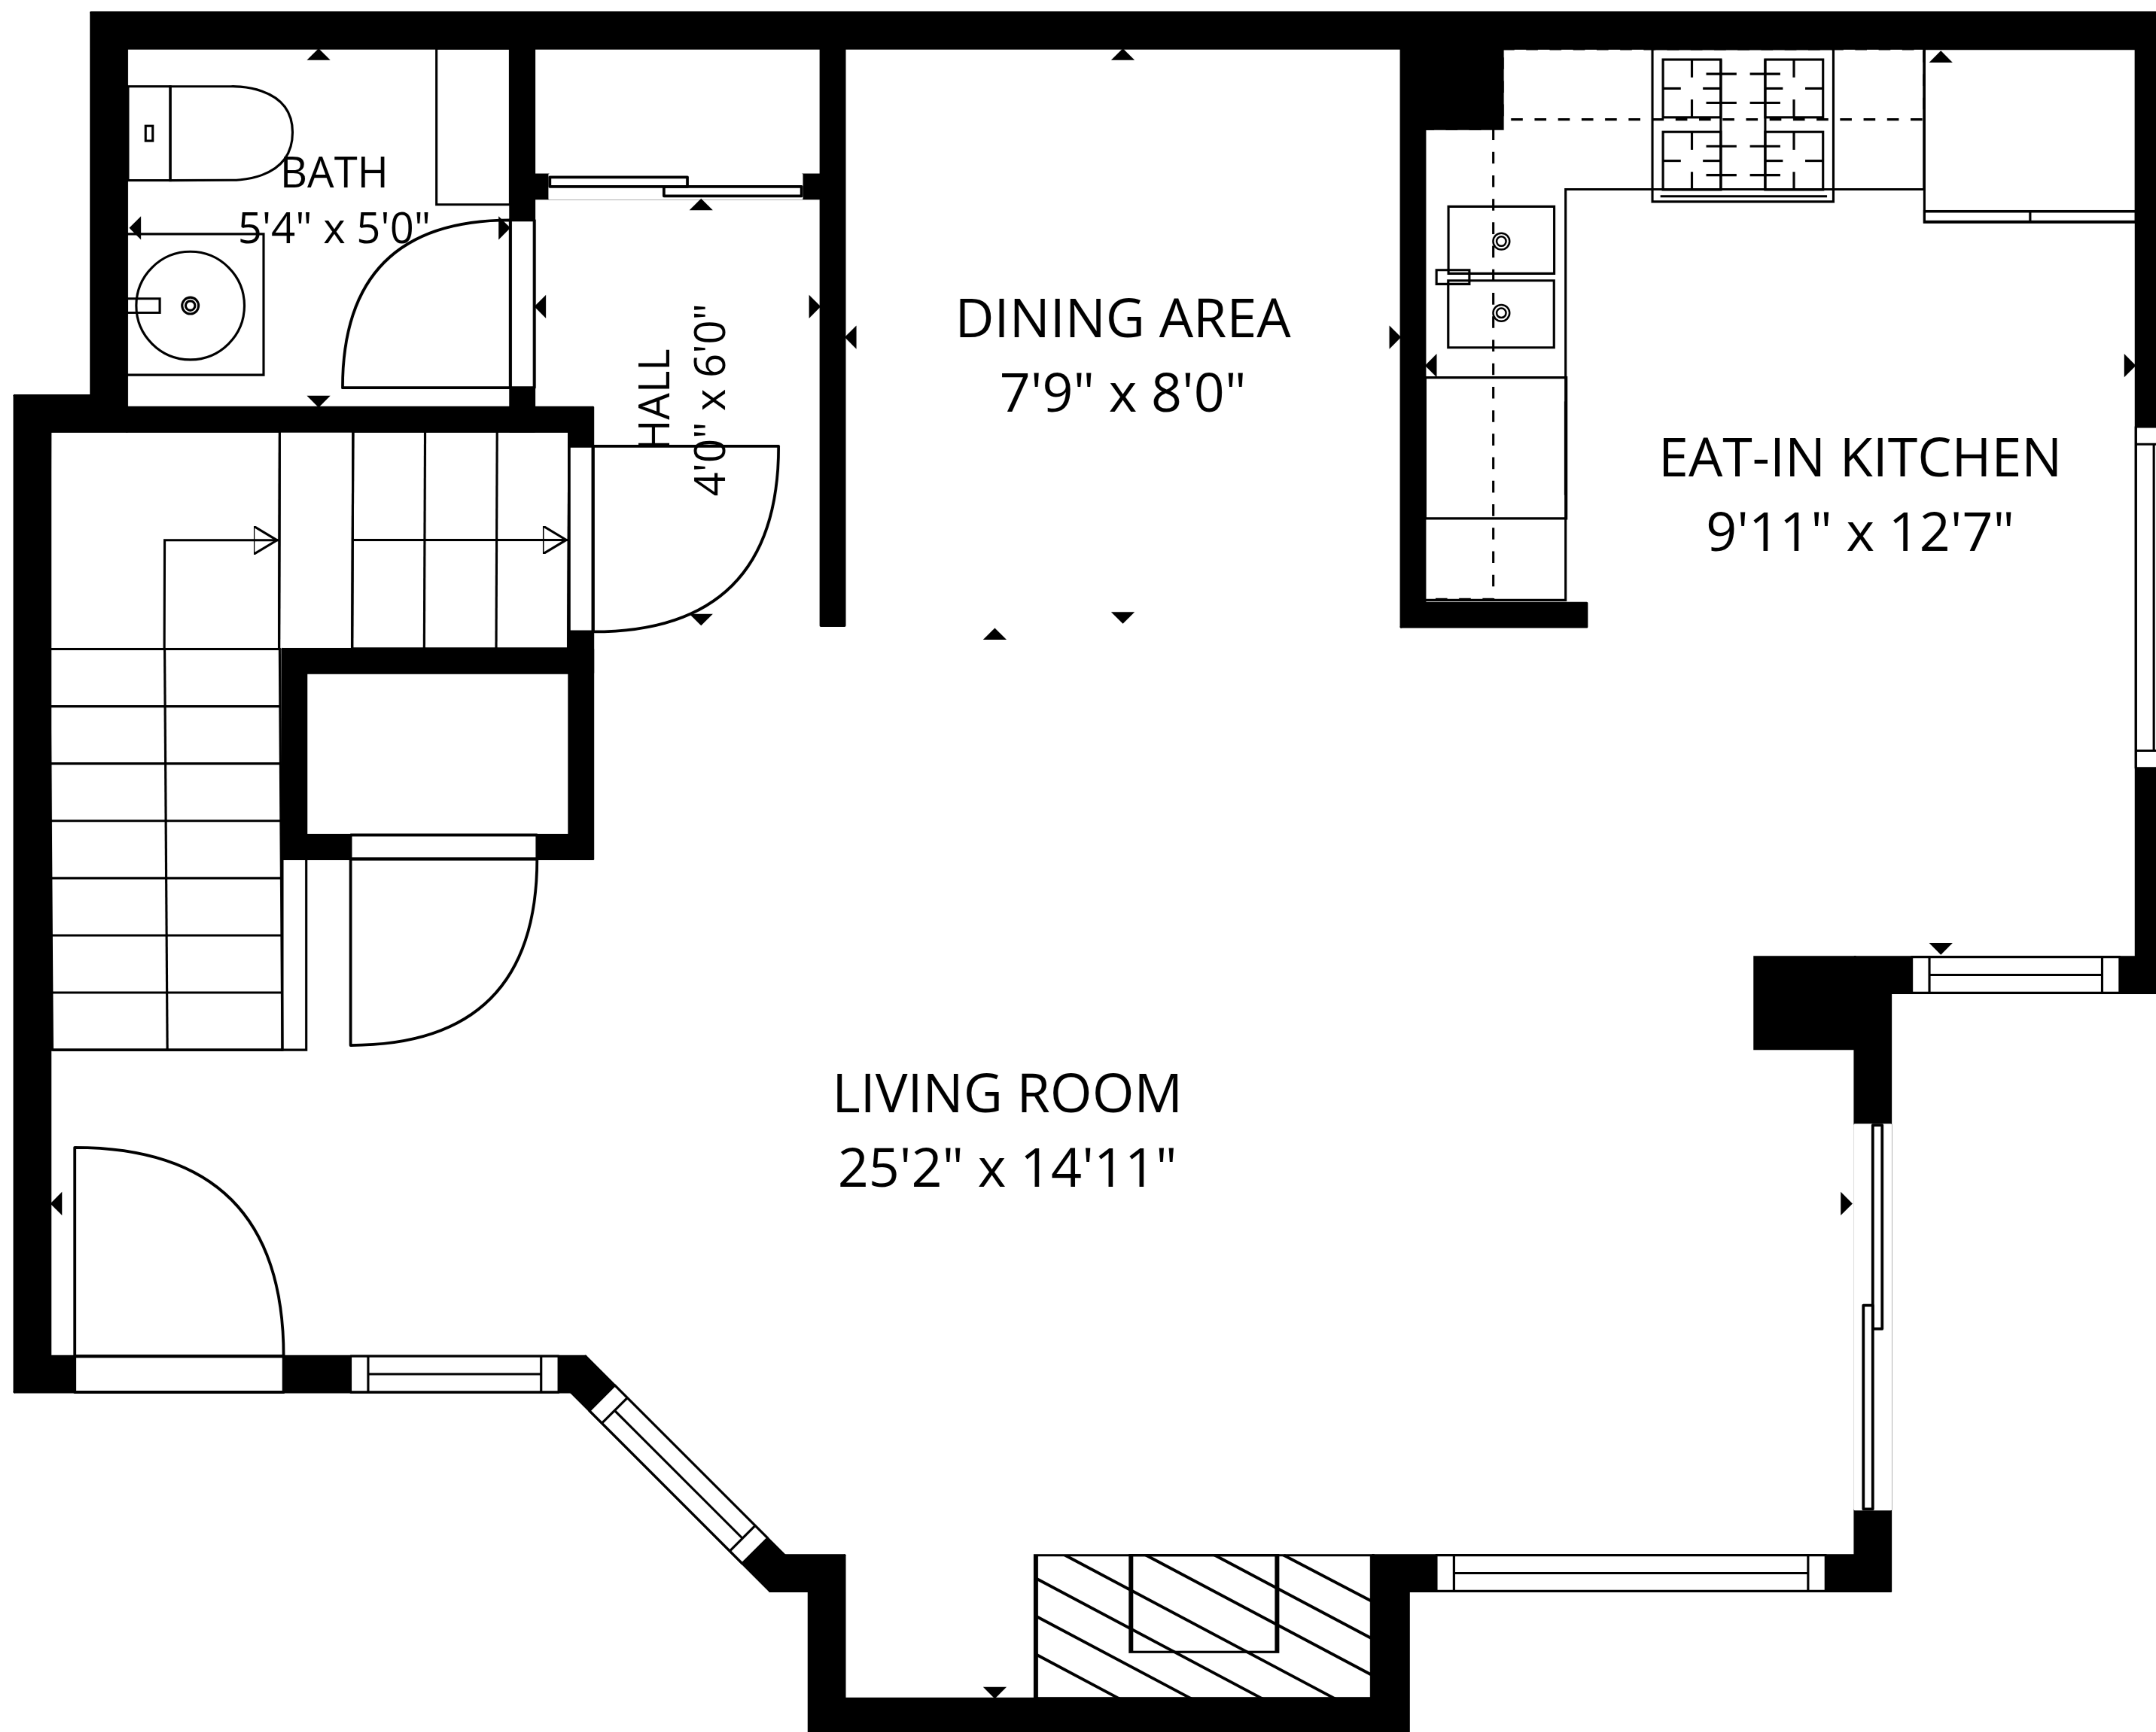 BATH
5'4" x 5'0"
HALL
4'0" x 6'0"
DINING AREA
7'9" x 8'0"
EAT-IN KITCHEN
9'11" x 12'7"
LIVING ROOM
25'2" x 14'11"